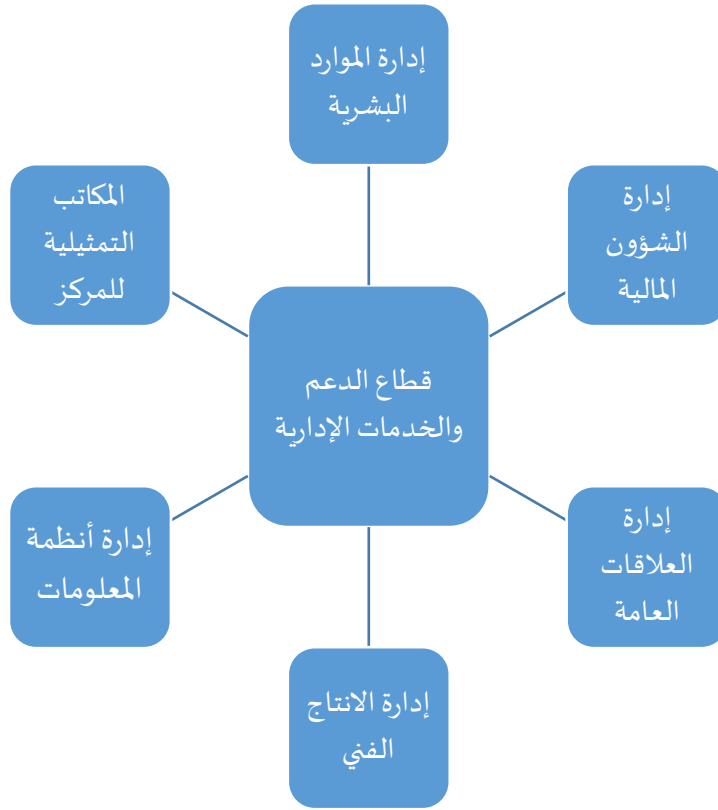 إدارة الموارد
البشرية
إدارة
الشؤون
المالية
المكاتب
التمثيلية
للمركز
قطاع الدعم
والخدمات الإدارية
إدارة
العلاقات
العامة
إدارة أنظمة
المعلومات
إدارة الانتاج
الفني